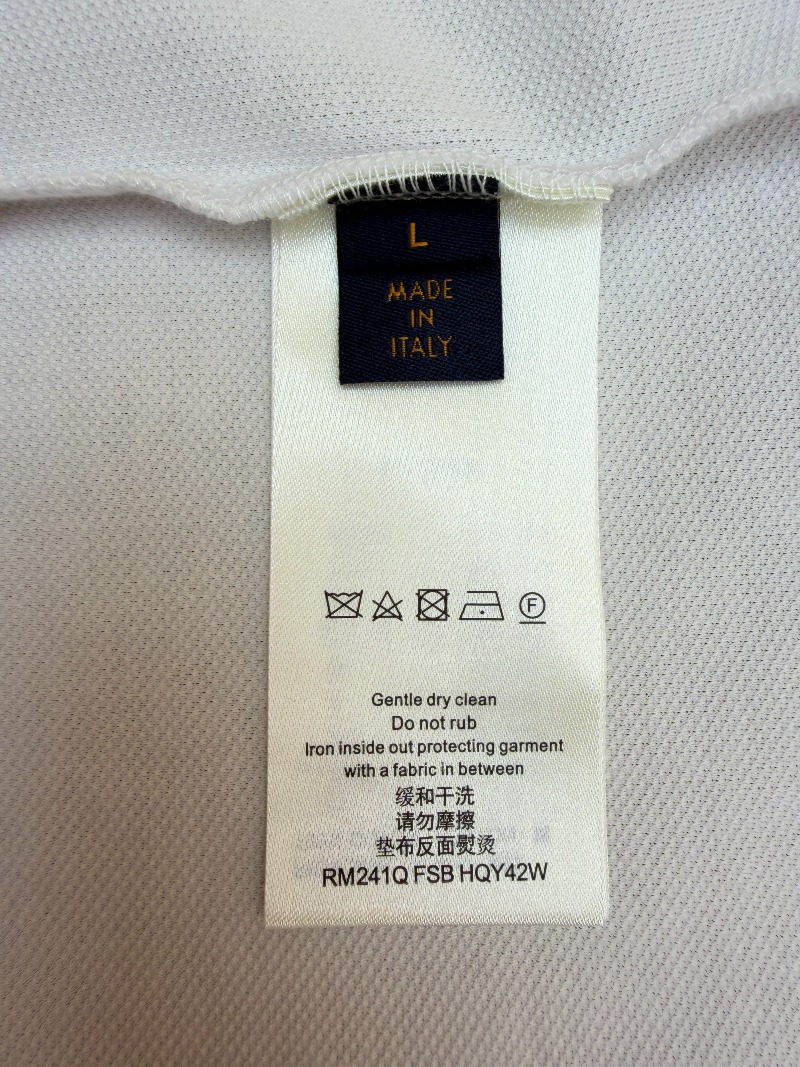 L
MADE
IN
ITALY
F
Gentle dry clean
Do not rub
Iron inside out protecting garment
with a fabric in between
缓和干洗
请勿摩擦
垫布反面熨烫
RM241Q FSB HQY42W